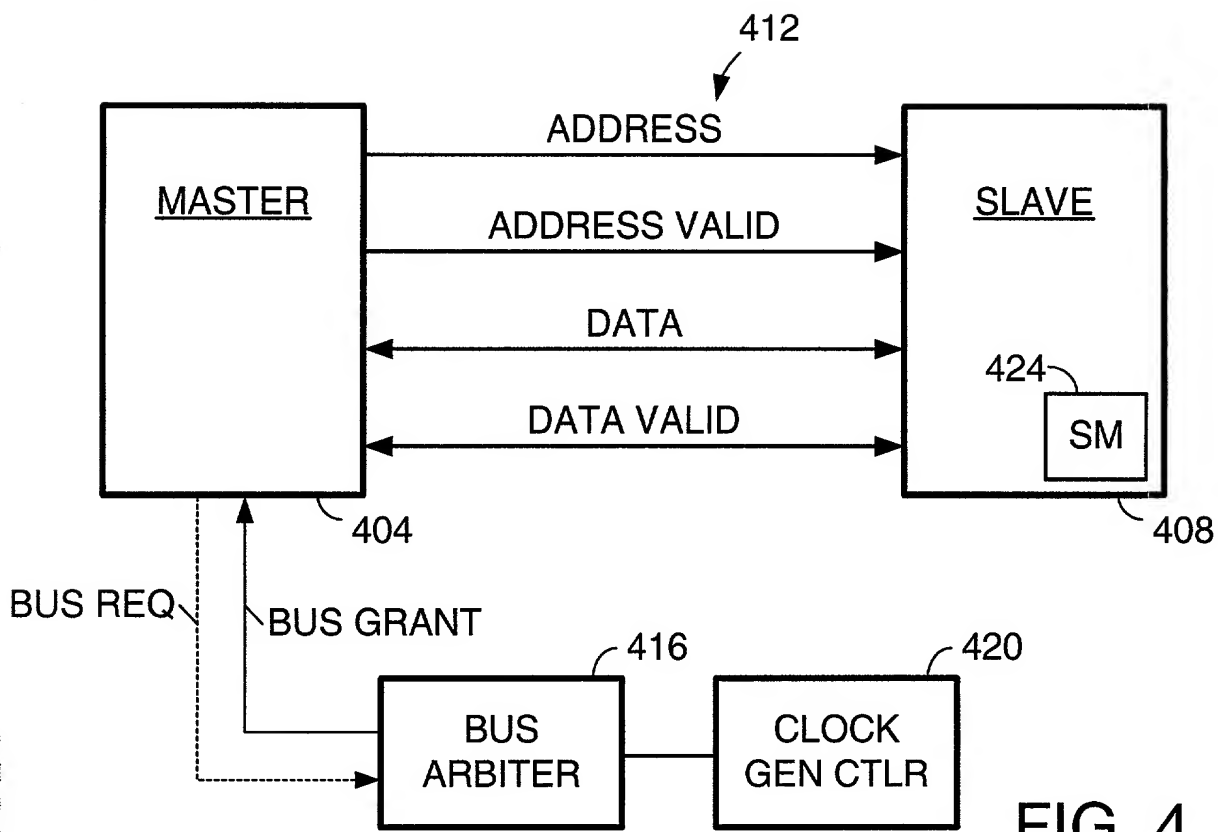 412
ADDRESS
MASTER
SLAVE
ADDRESS VALID
DATA
424
DATA VALID
SM
404
408
BUS REQ
BUS GRANT
416
420
BUS
ARBITER
CLOCK
GEN CTLR
FIG. 4